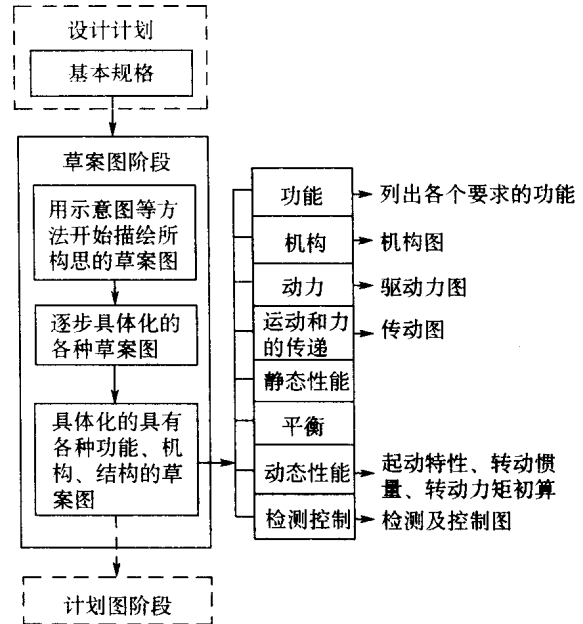 设计计划
基本规格
草案图阶段
用示意图等方
法开始描绘所
构思的草案图
逐步具体化的
各种草案图
具体化的具有
各种功能、机
构、结构的草
案图
计划图阶段
功能
列出各个要求的功能
机构
机构图
动力
驱动力图
运动和力
的传递
传动图
静态性能
平衡
动态性能
起动特性、转动惯
量、转动力矩初算
检测控制
检测及控制图